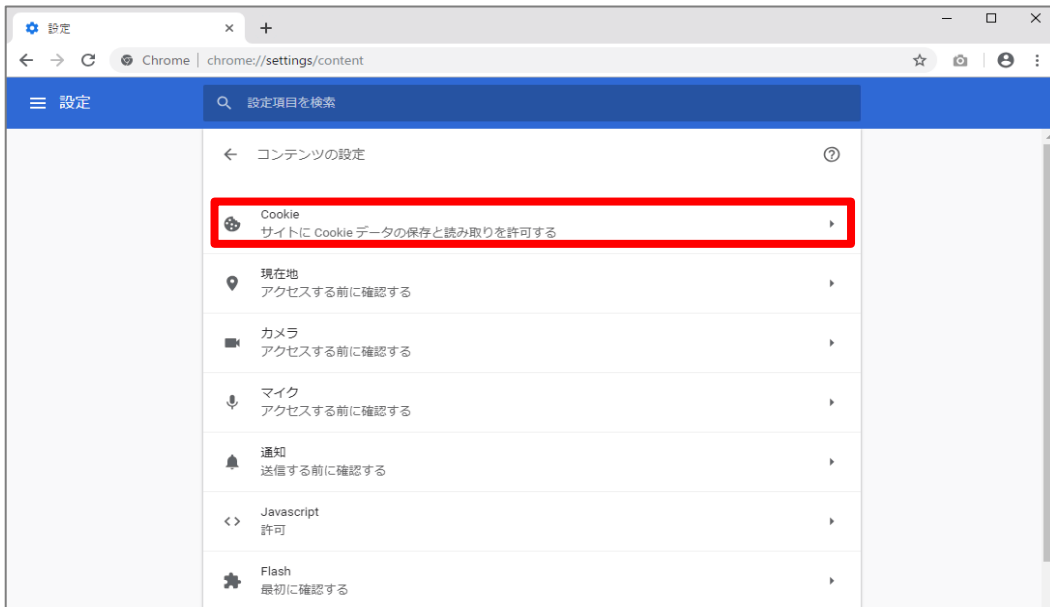 設定
Chrome | chrome://settings/content
設定
設定項目を検索
コンテンツの設定
Cookie
サイトに Cookie データの保存と読み取りを許可する
現在地
アクセスする前に確認する
カメラ
アクセスする前に確認する
マイク
アクセスする前に確認する
通知
送信する前に確認する
Javascript
許可
Flash
最初に確認する